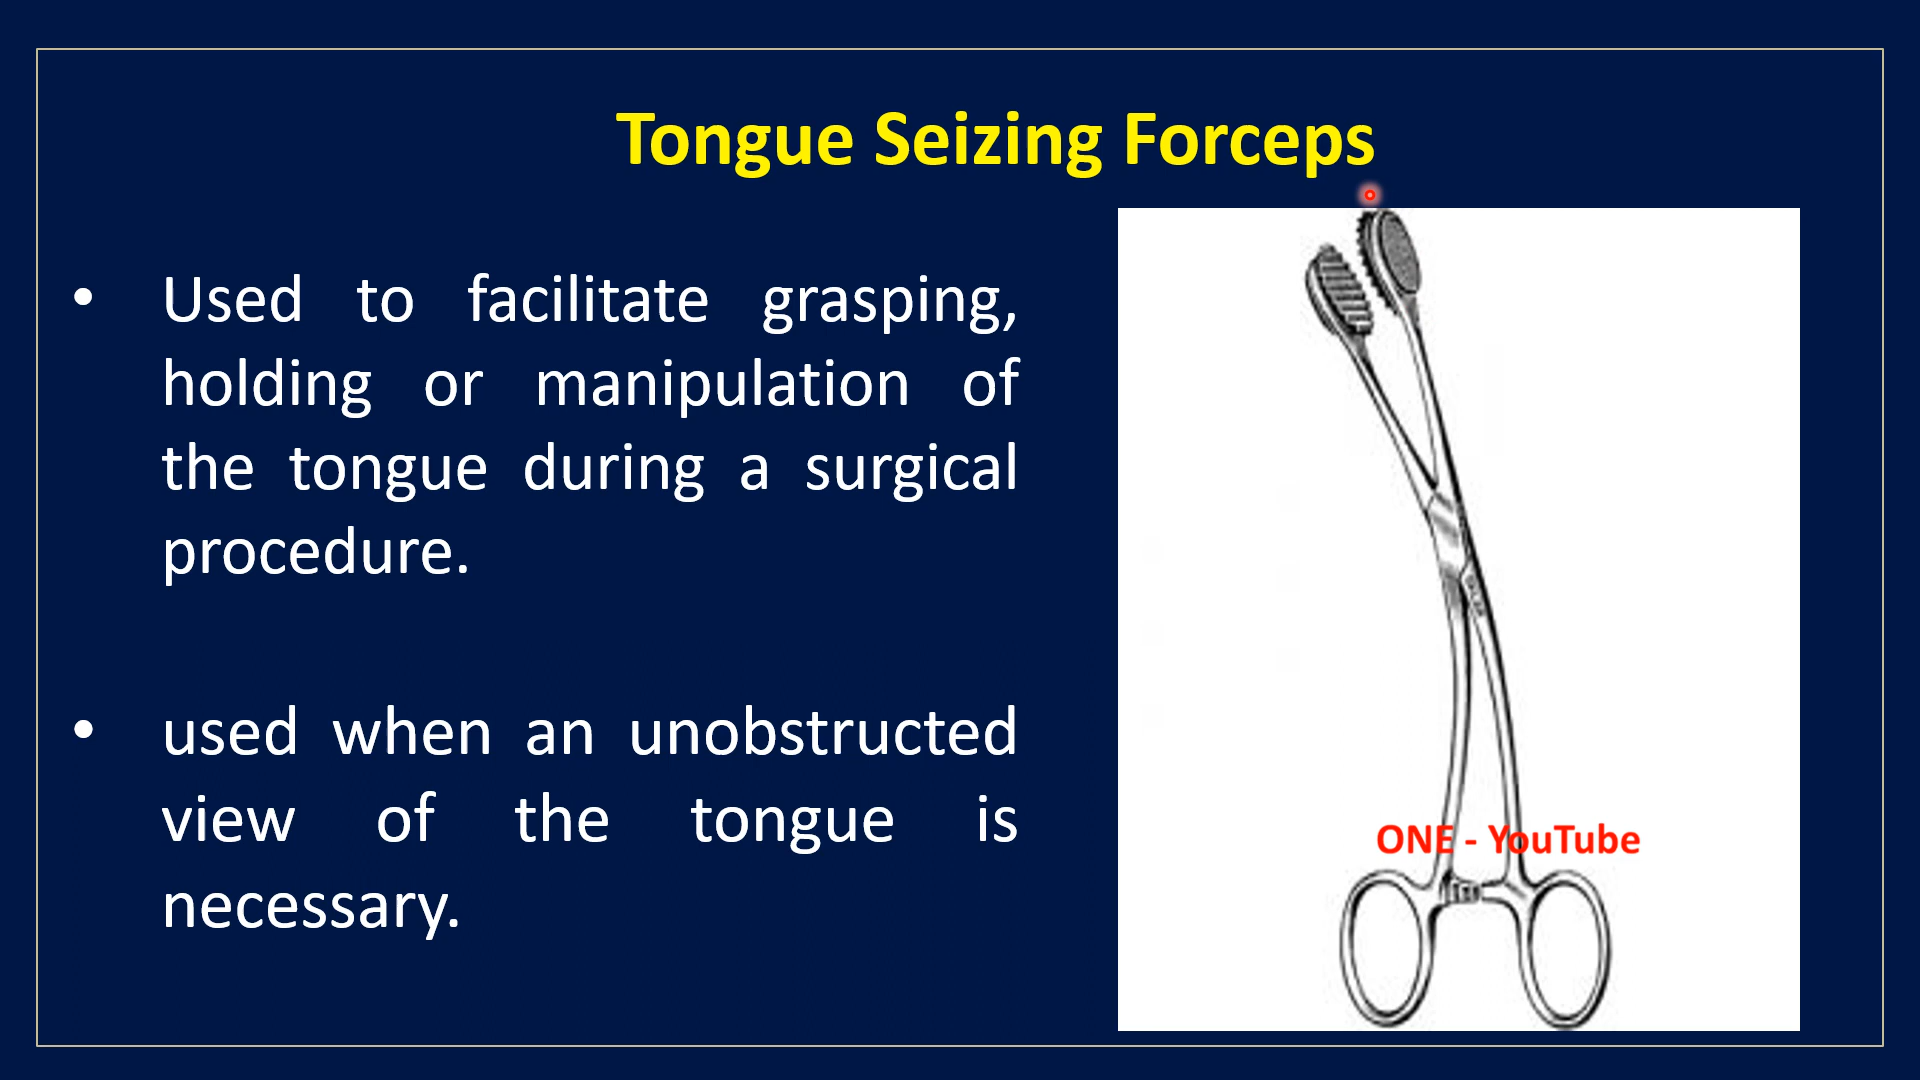 Tongue Seizing Forceps
• Used to facilitate grasping,
holding or manipulation of
the tongue during a surgical
procedure.
• used when an unobstructed
view of the tongue is
necessary.
ONE - YouTube